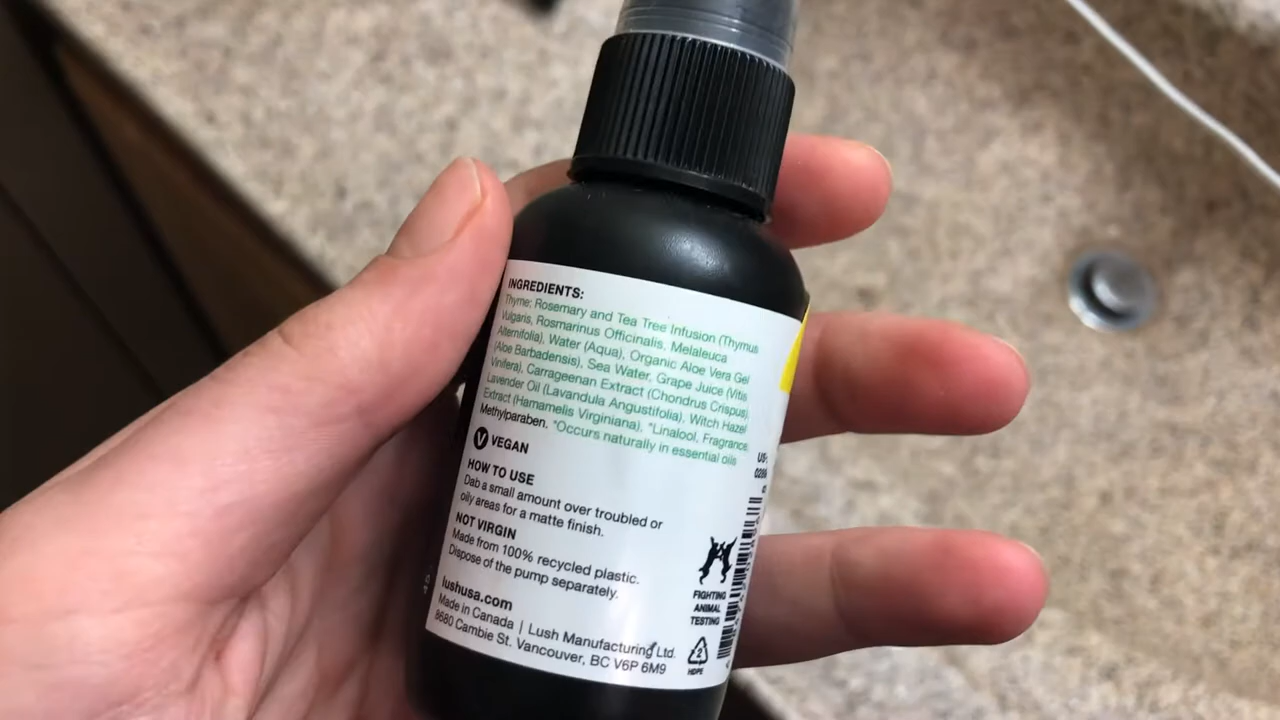 INGREDIENTS:
Thyme; Rosemary and Tea Tree Infusion (Thymus
Vulgaris, Rosmarinus Officinalis, Melaleuca
Alternifolia), Water (Aqua), Organic Aloe Vera Gel
(Aloe Barbadensis), Sea Water, Grape Juice (Vitis
Vinifera), Carrageenan Extract (Chondrus Crispus),
Lavender Oil (Lavandula Angustifolia), Witch Hazel
Extract (Hamamelis Virginiana), *Linalool, Fragrance,
Methylparaben. *Occurs naturally in essential oils
V VEGAN
HOW TO USE
Dab a small amount over troubled or
oily areas for a matte finish.
NOT VIRGIN
Made from 100% recycled plastic.
Dispose of the pump separately.
lushusa.com
Made in Canada | Lush Manufacturing Ltd.
8680 Cambie St. Vancouver, BC V6P 6M9
US:
FIGHTING
ANIMAL
TESTING
2
HDPE